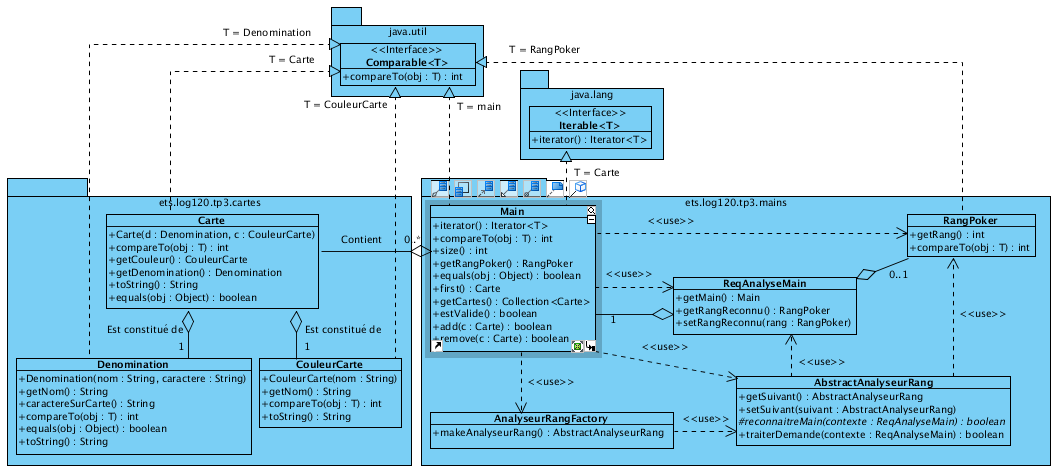 java.util
<<Interface>>
Comparable<T>
+compareTo(obj : T) : int
T = Denomination
T = Carte
T = RangPoker
T = CouleurCarte
T = main
java.lang
<<Interface>>
Iterable<T>
+iterator() : Iterator<T>
T = Carte
ets.log120.tp3.cartes
Carte
+Carte(d : Denomination, c : CouleurCarte)
+compareTo(obj : T) : int
+getCouleur() : CouleurCarte
+getDenomination() : Denomination
+toString() : String
+equals(obj : Object) : boolean
Contient
0..*
Est constitué de
1
Est constitué de
1
Denomination
+Denomination(nom : String, caractere : String)
+getNom() : String
+caractereSurCarte() : String
+compareTo(obj : T) : int
+equals(obj : Object) : boolean
+toString() : String
CouleurCarte
+CouleurCarte(nom : String)
+getNom() : String
+compareTo(obj : T) : int
+toString() : String
ets.log120.tp3.mains
Main
+iterator() : Iterator<T>
+compareTo(obj : T) : int
+size() : int
+getRangPoker() : RangPoker
+equals(obj : Object) : boolean
+first() : Carte
+getCartes() : Collection<Carte>
+estValide() : boolean
+add(c : Carte) : boolean
+remove(c : Carte) : boolean
<<use>>
RangPoker
+getRang() : int
+compareTo(obj : T) : int
0..1
<<use>>
ReqAnalyseMain
+getMain() : Main
+getRangReconnu() : RangPoker
+setRangReconnu(rang : RangPoker)
1
<<use>>
<<use>>
<<use>>
<<use>>
AbstractAnalyseurRang
+getSuivant() : AbstractAnalyseurRang
+setSuivant(suivant : AbstractAnalyseurRang)
#reconnaitreMain(contexte : ReqAnalyseMain) : boolean
+traiterDemande(contexte : ReqAnalyseMain) : boolean
AnalyseurRangFactory
+makeAnalyseurRang() : AbstractAnalyseurRang
<<use>>